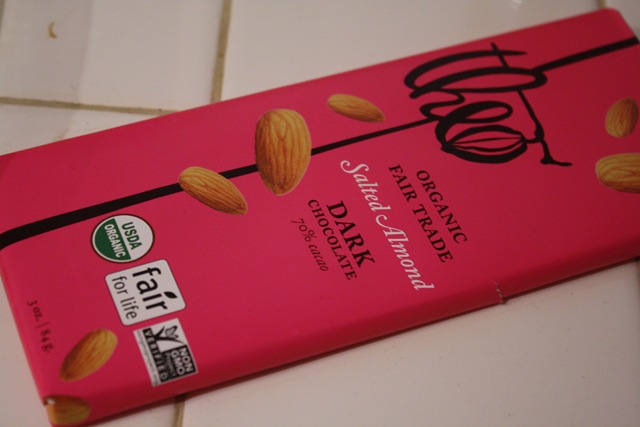 theo
ORGANIC
FAIR TRADE
Salted Almond
DARK
CHOCOLATE
70% cacao
USDA
ORGANIC
fair
for life
NON
GMO
VERIFIED
3 oz. | 84g.